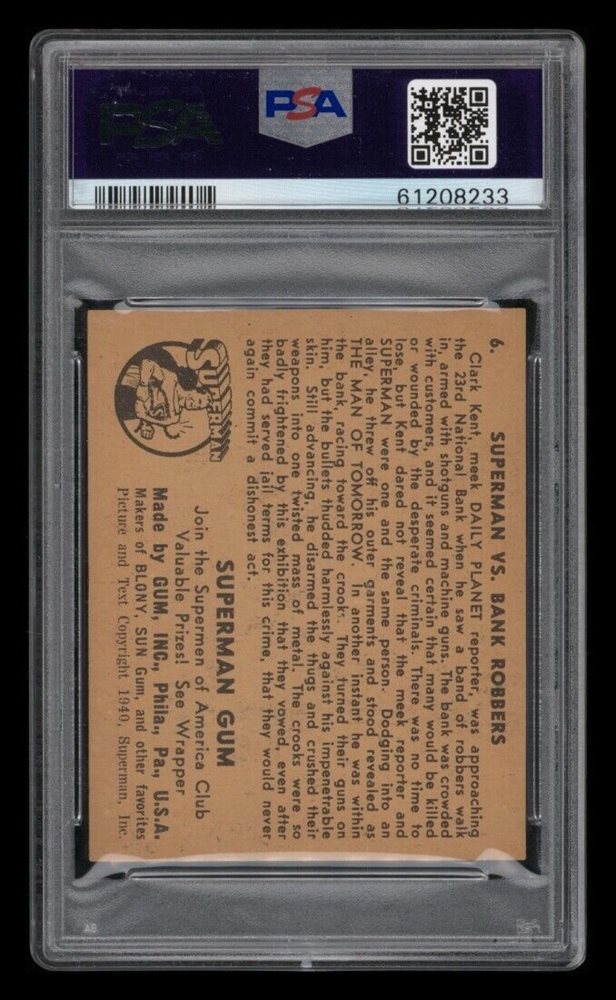 PSA
PSA
61208233
6.
SUPERMAN VS. BANK ROBBERS
Clark Kent, meek DAILY PLANET reporter, was approaching
the 23rd National Bank when he saw a band of robbers walk
in, armed with shotguns and machine guns. The bank was crowded
with customers, and it seemed certain that many would be killed
or wounded by the desperate criminals. There was no time to
lose, but Kent dared not reveal that the meek reporter and
SUPERMAN were one and the same person. Dodging into an
alley, he threw off his outer garments and stood revealed as
THE MAN OF TOMORROW. In another instant he was within
the bank, racing toward the crooks. They turned their guns on
him, but the bullets thudded harmlessly against his impenetrable
skin. Still advancing, he disarmed the thugs and crushed their
weapons into one twisted mass of metal. The crooks were so
badly frightened by this exhibition that they vowed, even after
they had served jail terms for this crime, that they would never
again commit a dishonest act.
SUPERMAN
SUPERMAN GUM
Join the Supermen of America Club
Valuable Prizes! See Wrapper
Made by GUM, INC., Phila., Pa., U.S.A.
Makers of BLONY, SUN Gum, and other favorites
Picture and Text Copyright 1940, Superman, Inc.
AB
PSA